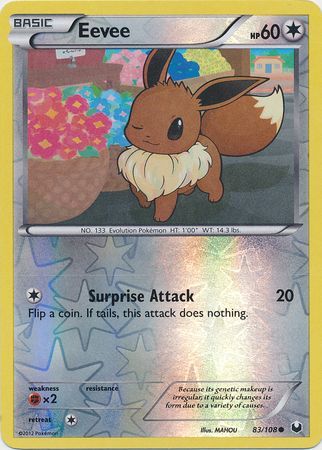 BASIC
Eevee
HP60
NO. 133 Evolution Pokémon HT: 1'00" WT: 14.3 lbs.
Surprise Attack 20
Flip a coin. If tails, this attack does nothing.
weakness resistance
×2
retreat
Because its genetic makeup is
irregular, it quickly changes its
form due to a variety of causes...
©2012 Pokémon
Illus. MAHOU
83/108